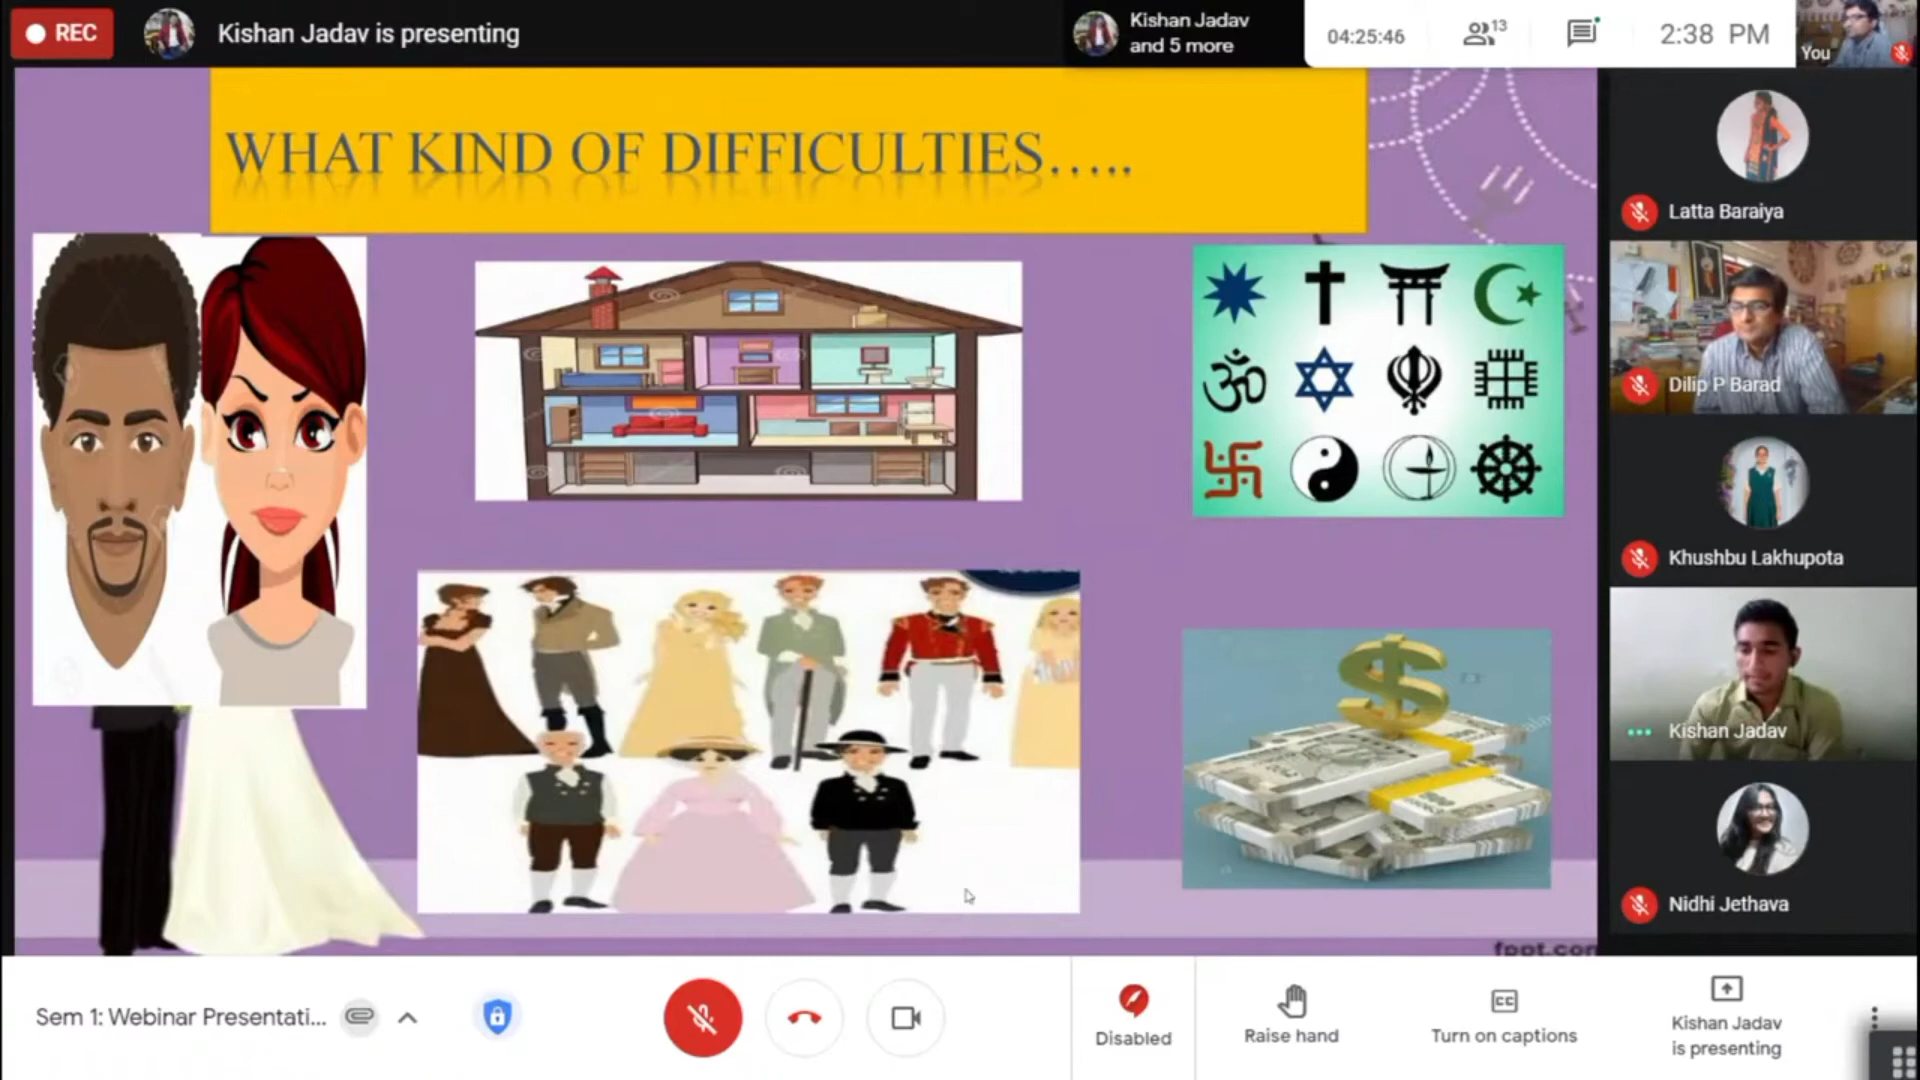 REC
Kishan Jadav is presenting
Kishan Jadav
and 5 more
04:25:46
13
2:38 PM
You
WHAT KIND OF DIFFICULTIES.....
Latta Baraiya
Dilip P Barad
Khushbu Lakhupota
Kishan Jadav
Nidhi Jethava
fppt.com
Sem 1: Webinar Presentati...
Disabled
Raise hand
CC
Turn on captions
Kishan Jadav
is presenting